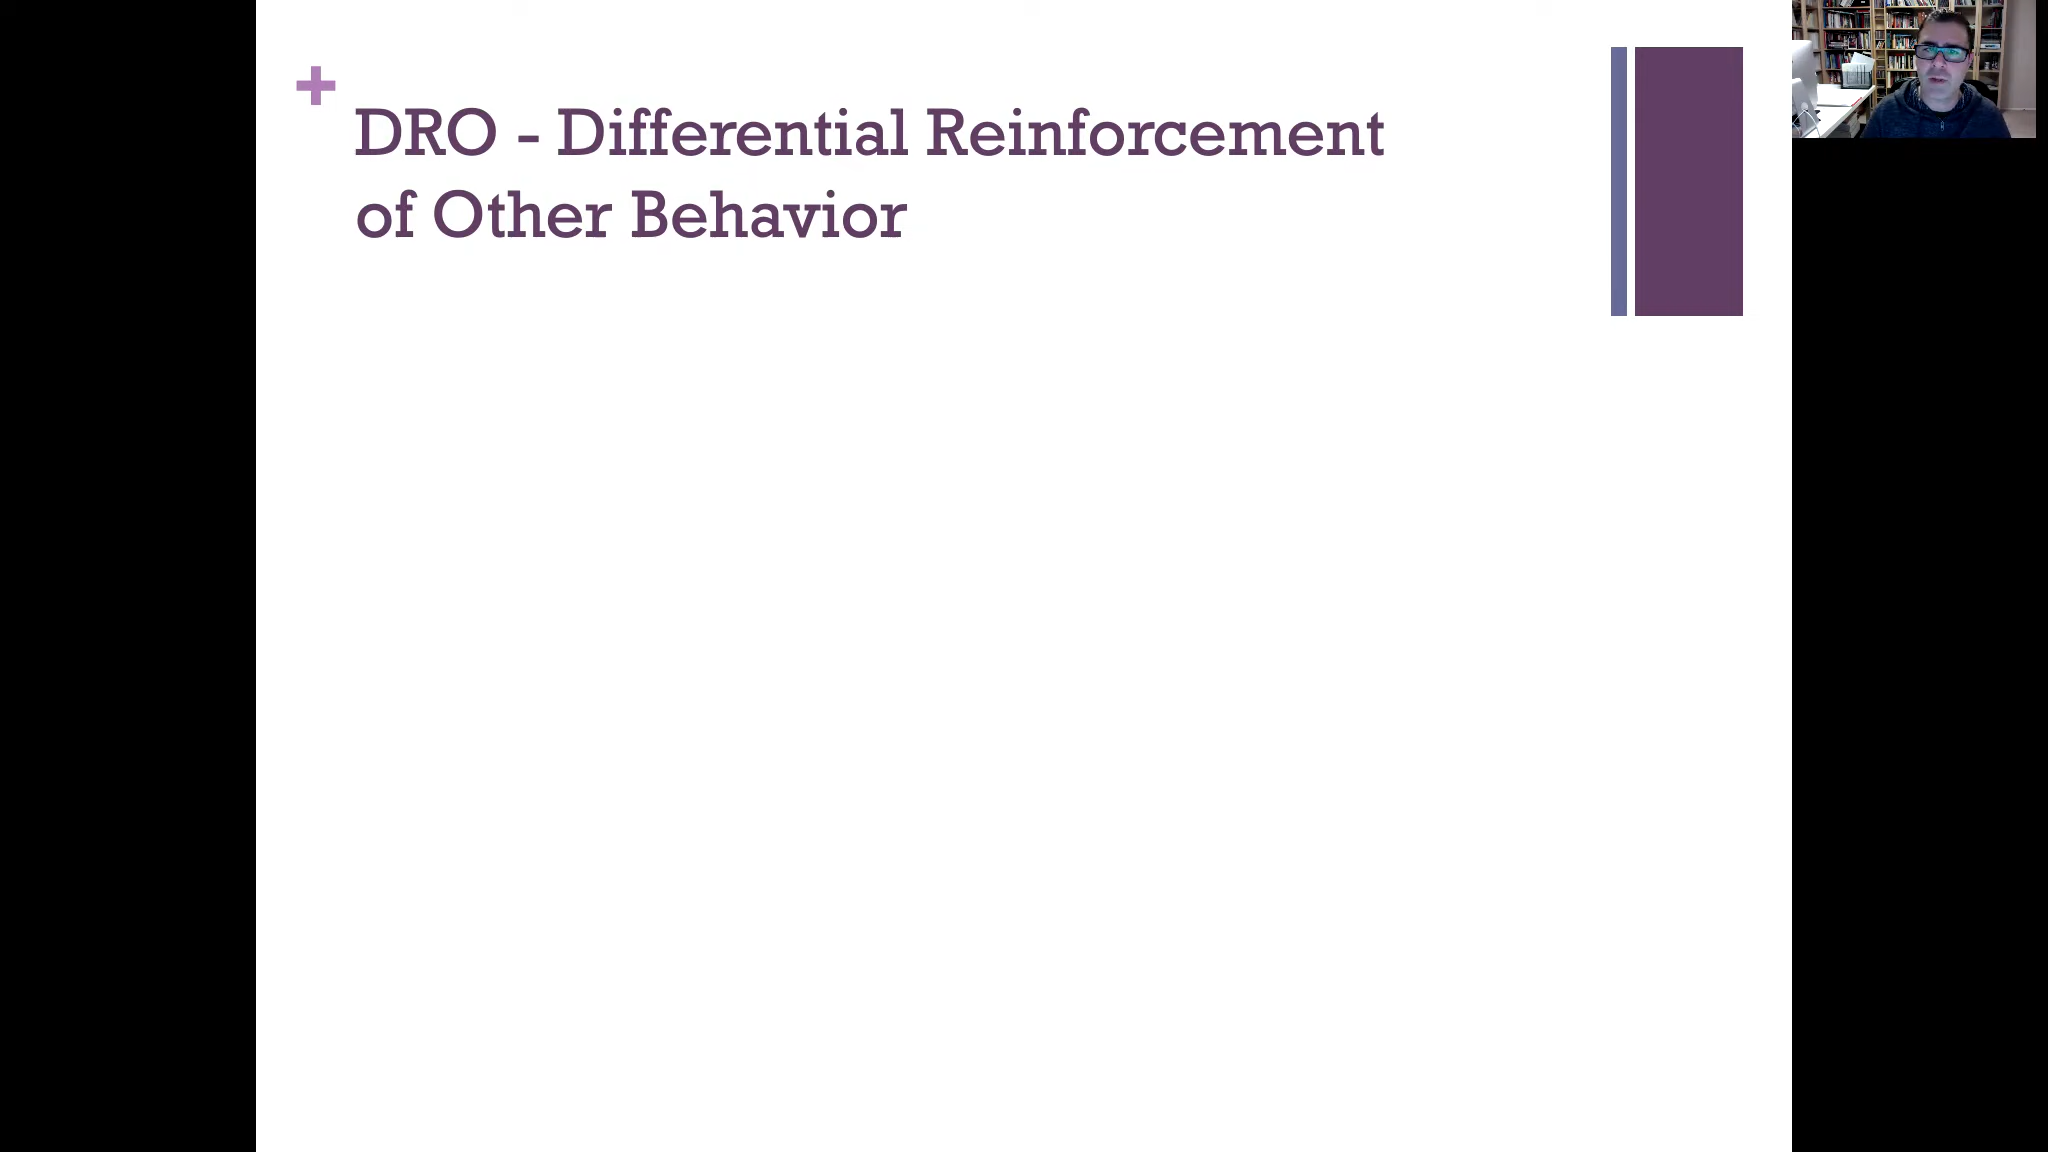 +
DRO - Differential Reinforcement
of Other Behavior